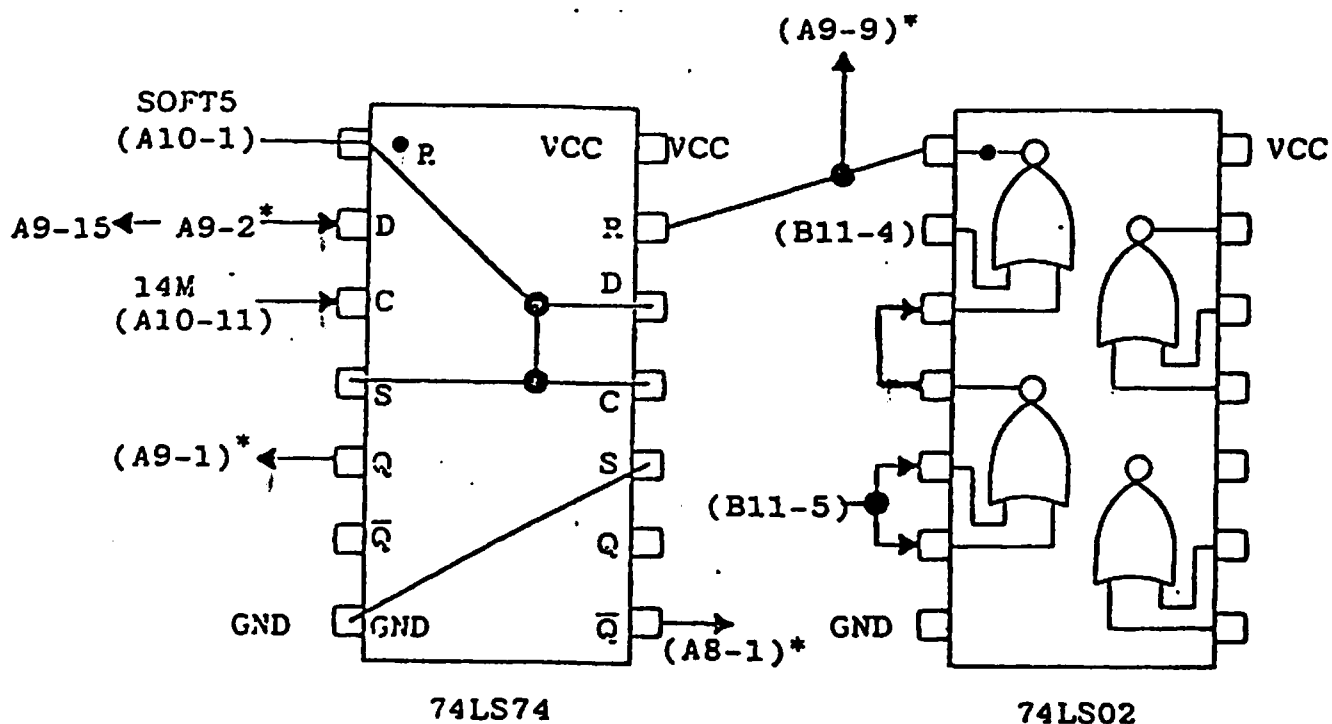 (A9-9)*
SOFT5
(A10-1)
R
VCC
VCC
VCC
A9-15
A9-2*
D
R
(B11-4)
14M
(A10-11)
C
D
S
C
(A9-1)*
Q
S
(B11-5)
Q̅
Q
GND
GND
Q̅
(A8-1)*
GND
74LS74
74LS02